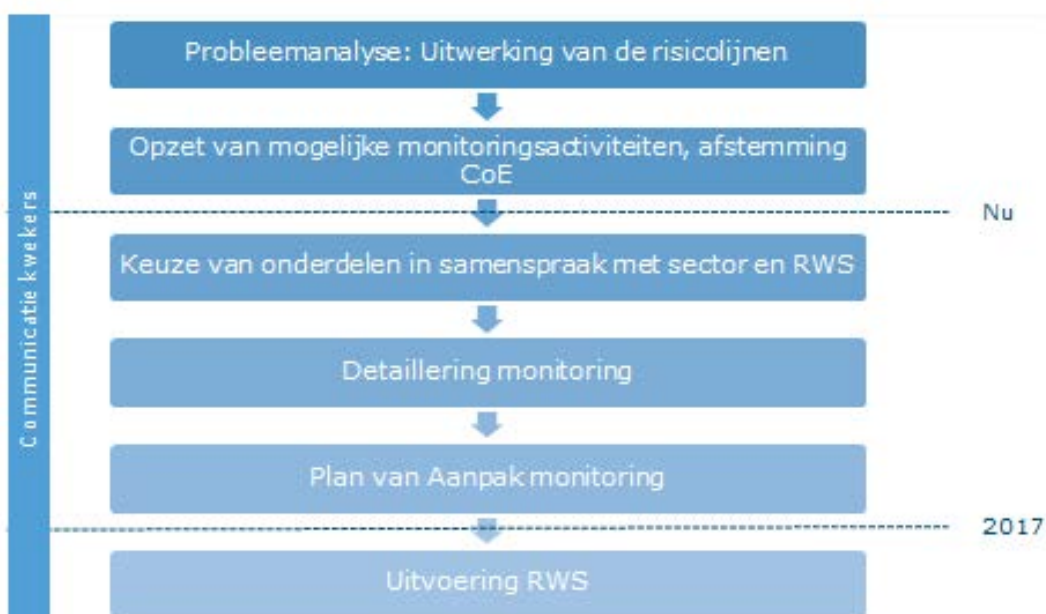 Probleemanalyse: Uitwerking van de risicolijnen
Opzet van mogelijke monitoringsactiviteiten, afstemming
CoE
Nu
Keuze van onderdelen in samenspraak met sector en RWS
Detaillering monitoring
Plan van Aanpak monitoring
2017
Uitvoering RWS
Communicatie kwekers